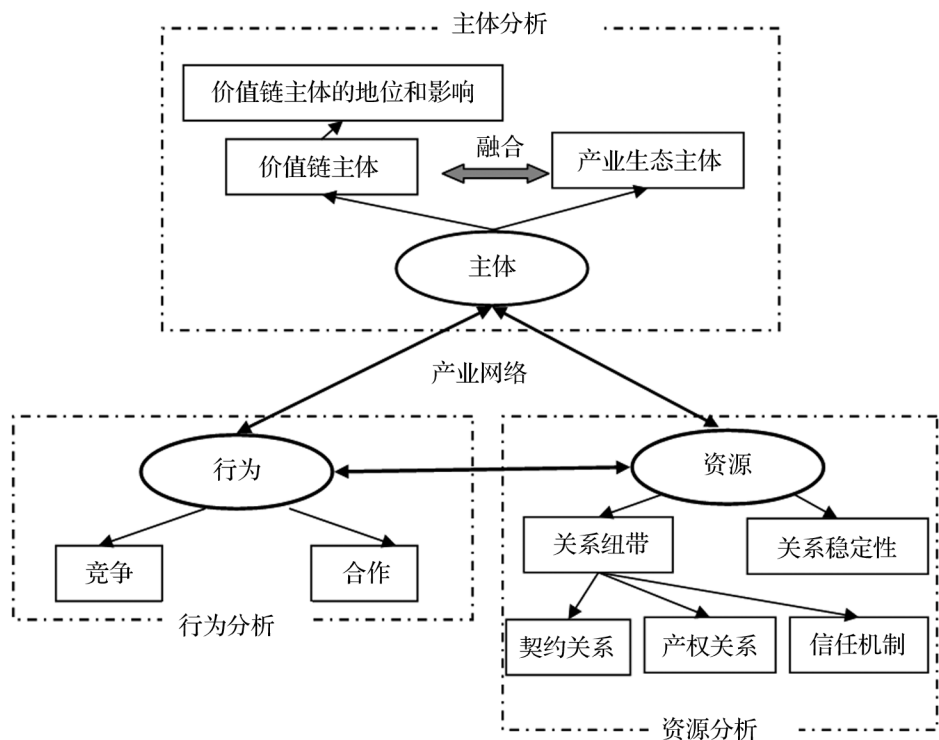 主体分析
价值链主体的地位和影响
融合
价值链主体
产业生态主体
主体
产业网络
行为
资源
关系纽带
关系稳定性
竞争
合作
行为分析
契约关系
产权关系
信任机制
资源分析